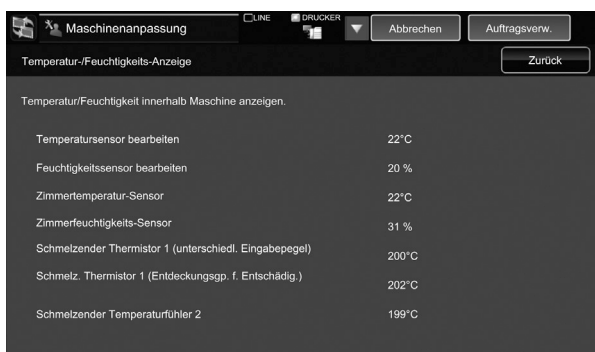 Maschinenanpassung
LINE
DRUCKER
Abbrechen
Auftragsverw.
Temperatur-/Feuchtigkeits-Anzeige
Zurück
Temperatur/Feuchtigkeit innerhalb Maschine anzeigen.
Temperatursensor bearbeiten 22°C
Feuchtigkeitssensor bearbeiten 20 %
Zimmertemperatur-Sensor 22°C
Zimmerfeuchtigkeits-Sensor 31 %
Schmelzender Thermistor 1 (unterschiedl. Eingabepegel) 200°C
Schmelz. Thermistor 1 (Entdeckungsgp. f. Entschädig.) 202°C
Schmelzender Temperaturfühler 2 199°C